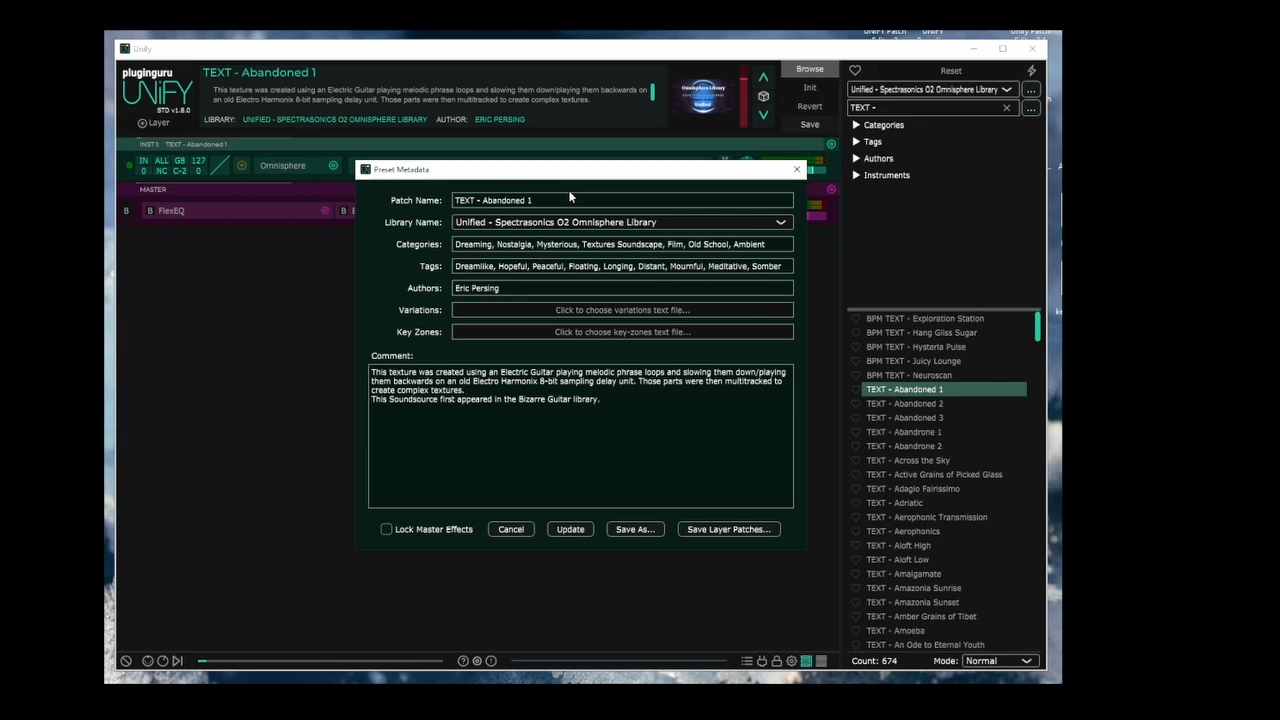 Unify
pluginguru
UNIFY
STD v1.8.0
Layer
TEXT - Abandoned 1
This texture was created using an Electric Guitar playing melodic phrase loops and slowing them down/playing them backwards on
an old Electro Harmonix 8-bit sampling delay unit. Those parts were then multitracked to create complex textures.
LIBRARY: UNIFIED - SPECTRASONICS O2 OMNISPHERE LIBRARY AUTHOR: ERIC PERSING
Omnisphere Library
Unified
Browse
Init
Revert
Save
Reset
Unified - Spectrasonics O2 Omnisphere Library ...
TEXT - ...
Categories
Tags
Authors
Instruments
INST 1: TEXT - Abandoned 1
IN ALL G8 127
0 NC C-2 0
Omnisphere
M
MASTER
B B FlexEQ B
Preset Metadata
Patch Name: TEXT - Abandoned 1
Library Name: Unified - Spectrasonics O2 Omnisphere Library
Categories: Dreaming, Nostalgia, Mysterious, Textures Soundscape, Film, Old School, Ambient
Tags: Dreamlike, Hopeful, Peaceful, Floating, Longing, Distant, Mournful, Meditative, Somber
Authors: Eric Persing
Variations: Click to choose variations text file...
Key Zones: Click to choose key-zones text file...
Comment:
This texture was created using an Electric Guitar playing melodic phrase loops and slowing them down/playing
them backwards on an old Electro Harmonix 8-bit sampling delay unit. Those parts were then multitracked to
create complex textures.
This Soundsource first appeared in the Bizarre Guitar library.
Lock Master Effects Cancel Update Save As... Save Layer Patches...
BPM TEXT - Exploration Station
BPM TEXT - Hang Gliss Sugar
BPM TEXT - Hysteria Pulse
BPM TEXT - Juicy Lounge
BPM TEXT - Neuroscan
TEXT - Abandoned 1
TEXT - Abandoned 2
TEXT - Abandoned 3
TEXT - Abandrone 1
TEXT - Abandrone 2
TEXT - Across the Sky
TEXT - Active Grains of Picked Glass
TEXT - Adagio Fairissimo
TEXT - Adriatic
TEXT - Aerophonic Transmission
TEXT - Aerophonics
TEXT - Aloft High
TEXT - Aloft Low
TEXT - Amalgamate
TEXT - Amazonia Sunrise
TEXT - Amazonia Sunset
TEXT - Amber Grains of Tibet
TEXT - Amoeba
TEXT - An Ode to Eternal Youth
Count: 674 Mode: Normal